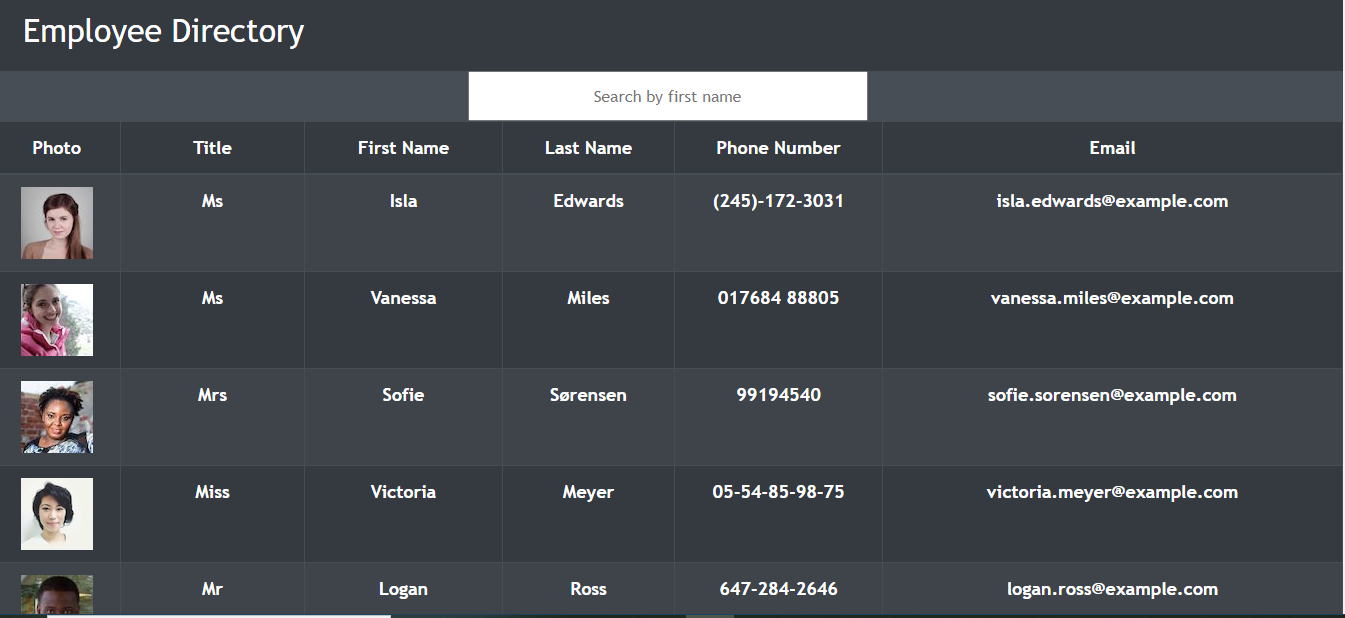 Employee Directory
Search by first name
Photo Title First Name Last Name Phone Number Email
Ms Isla Edwards (245)-172-3031 isla.edwards@example.com
Ms Vanessa Miles 017684 88805 vanessa.miles@example.com
Mrs Sofie Sørensen 99194540 sofie.sorensen@example.com
Miss Victoria Meyer 05-54-85-98-75 victoria.meyer@example.com
Mr Logan Ross 647-284-2646 logan.ross@example.com